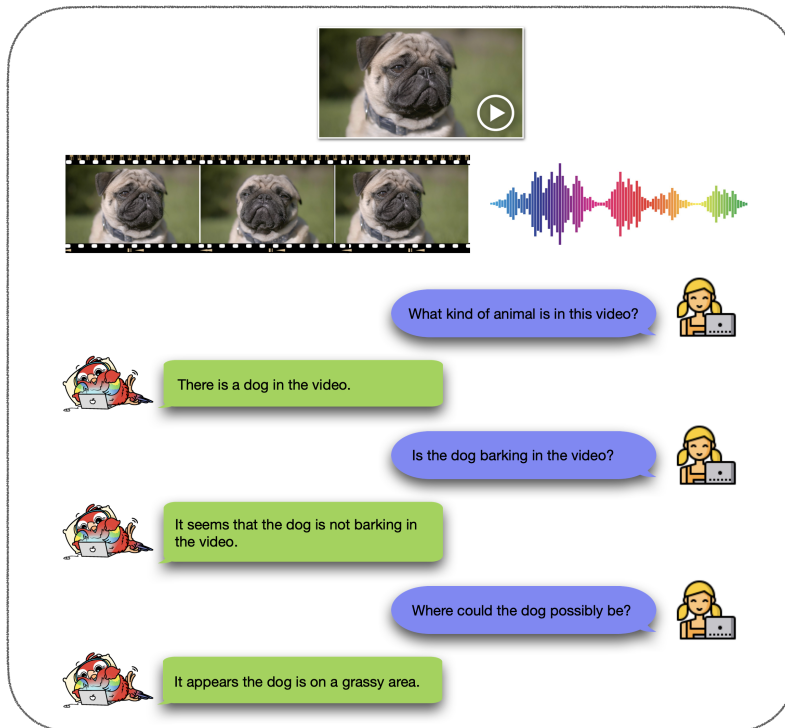 What kind of animal is in this video?
There is a dog in the video.
Is the dog barking in the video?
It seems that the dog is not barking in
the video.
Where could the dog possibly be?
It appears the dog is on a grassy area.